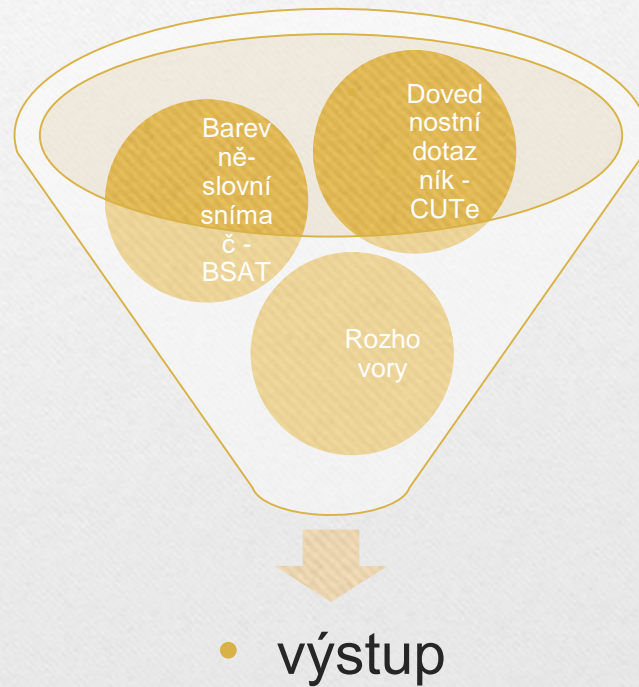 Barev
ně-
slovní
sníma
č -
BSAT
Doved
nostní
dotaz
ník -
CUTe
Rozho
vory
• výstup